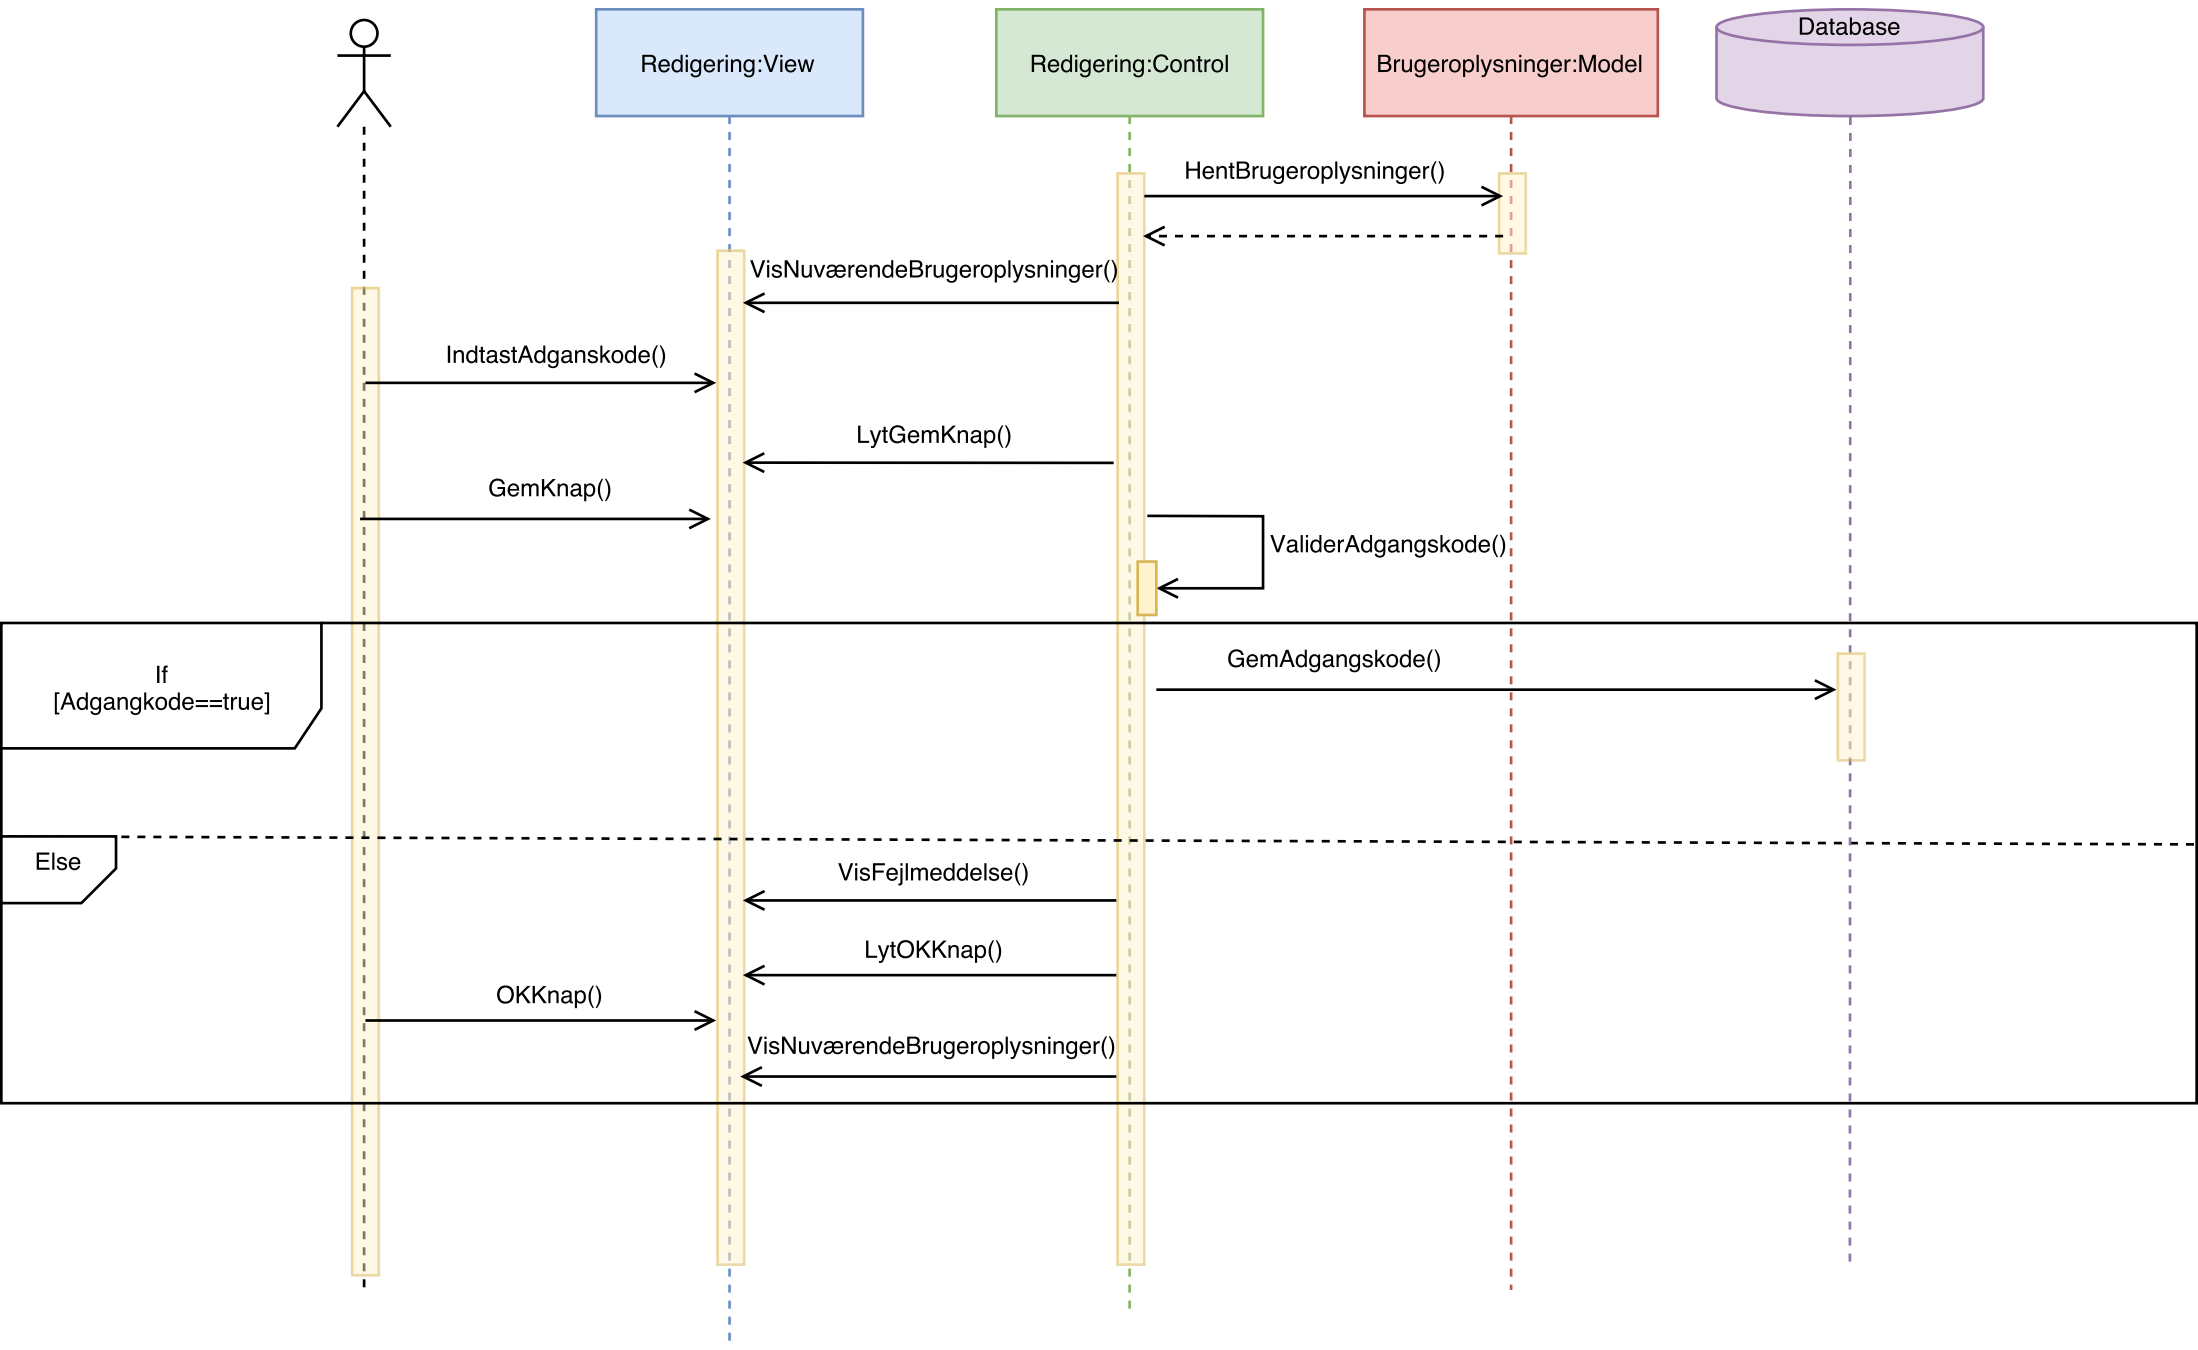 Redigering:View
Redigering:Control
Brugeroplysninger:Model
Database
HentBrugeroplysninger()
VisNuværendeBrugeroplysninger()
IndtastAdganskode()
LytGemKnap()
GemKnap()
ValiderAdgangskode()
If
[Adgangkode==true]
GemAdgangskode()
Else
VisFejlmeddelse()
LytOKKnap()
OKKnap()
VisNuværendeBrugeroplysninger()